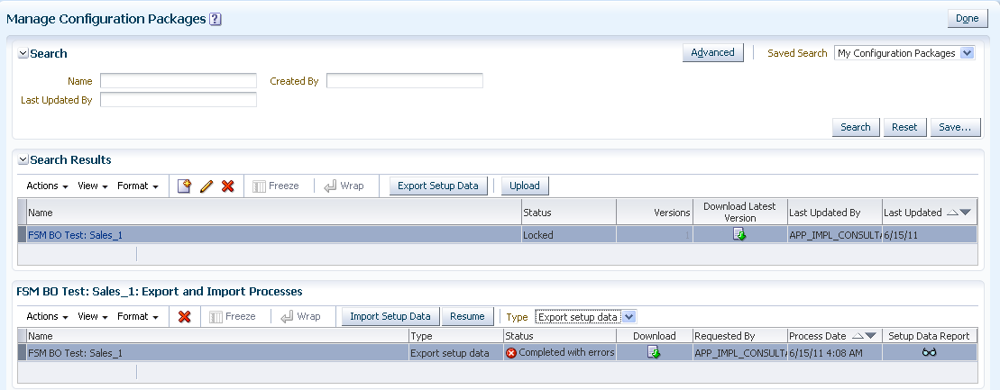 Manage Configuration Packages ?
Done
Search
Advanced
Saved Search My Configuration Packages
Name
Created By
Last Updated By
Search Reset Save...
Search Results
Actions View Format Freeze Wrap Export Setup Data Upload
Name Status Versions Download Latest Version Last Updated By Last Updated
FSM BO Test: Sales_1 Locked 1 APP_IMPL_CONSULTA 6/15/11
FSM BO Test: Sales_1: Export and Import Processes
Actions View Format Freeze Wrap Import Setup Data Resume Type Export setup data
Name Type Status Download Requested By Process Date Setup Data Report
FSM BO Test: Sales_1 Export setup data Completed with errors APP_IMPL_CONSULTA 6/15/11 4:08 AM